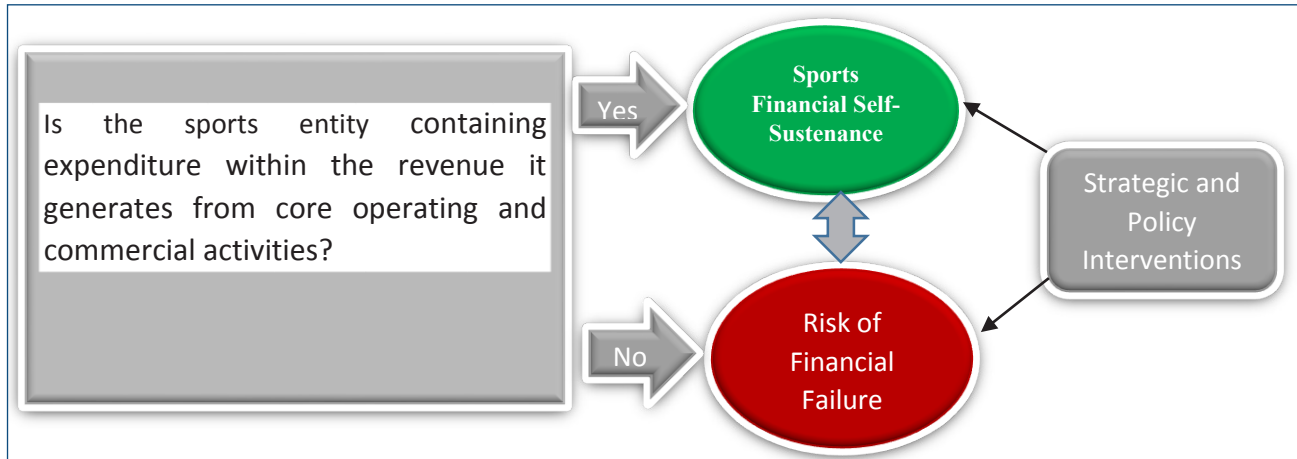 Is the sports entity containing
expenditure within the revenue it
generates from core operating and
commercial activities?
Yes
No
Sports
Financial Self-
Sustenance
Risk of
Financial
Failure
Strategic and
Policy
Interventions